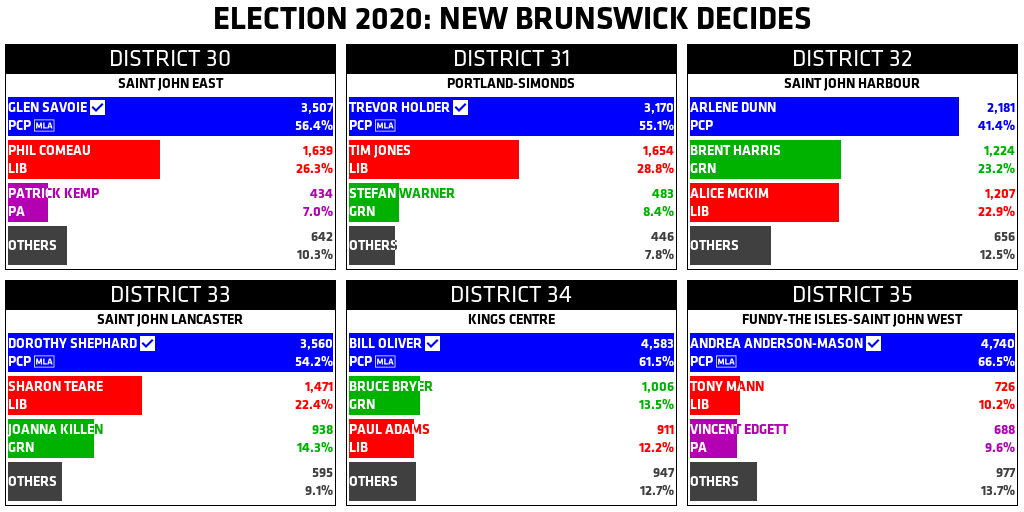 ELECTION 2020: NEW BRUNSWICK DECIDES
DISTRICT 30
SAINT JOHN EAST
GLEN SAVOIE 3,507
PCP MLA 56.4%
PHIL COMEAU 1,639
LIB 26.3%
PATRICK KEMP 434
PA 7.0%
OTHERS 642
10.3%
DISTRICT 31
PORTLAND-SIMONDS
TREVOR HOLDER 3,170
PCP MLA 55.1%
TIM JONES 1,654
LIB 28.8%
STEFAN WARNER 483
GRN 8.4%
OTHERS 446
7.8%
DISTRICT 32
SAINT JOHN HARBOUR
ARLENE DUNN 2,181
PCP 41.4%
BRENT HARRIS 1,224
GRN 23.2%
ALICE MCKIM 1,207
LIB 22.9%
OTHERS 656
12.5%
DISTRICT 33
SAINT JOHN LANCASTER
DOROTHY SHEPHARD 3,560
PCP MLA 54.2%
SHARON TEARE 1,471
LIB 22.4%
JOANNA KILLEN 938
GRN 14.3%
OTHERS 595
9.1%
DISTRICT 34
KINGS CENTRE
BILL OLIVER 4,583
PCP MLA 61.5%
BRUCE BRYER 1,006
GRN 13.5%
PAUL ADAMS 911
LIB 12.2%
OTHERS 947
12.7%
DISTRICT 35
FUNDY-THE ISLES-SAINT JOHN WEST
ANDREA ANDERSON-MASON 4,740
PCP MLA 66.5%
TONY MANN 726
LIB 10.2%
VINCENT EDGETT 688
PA 9.6%
OTHERS 977
13.7%